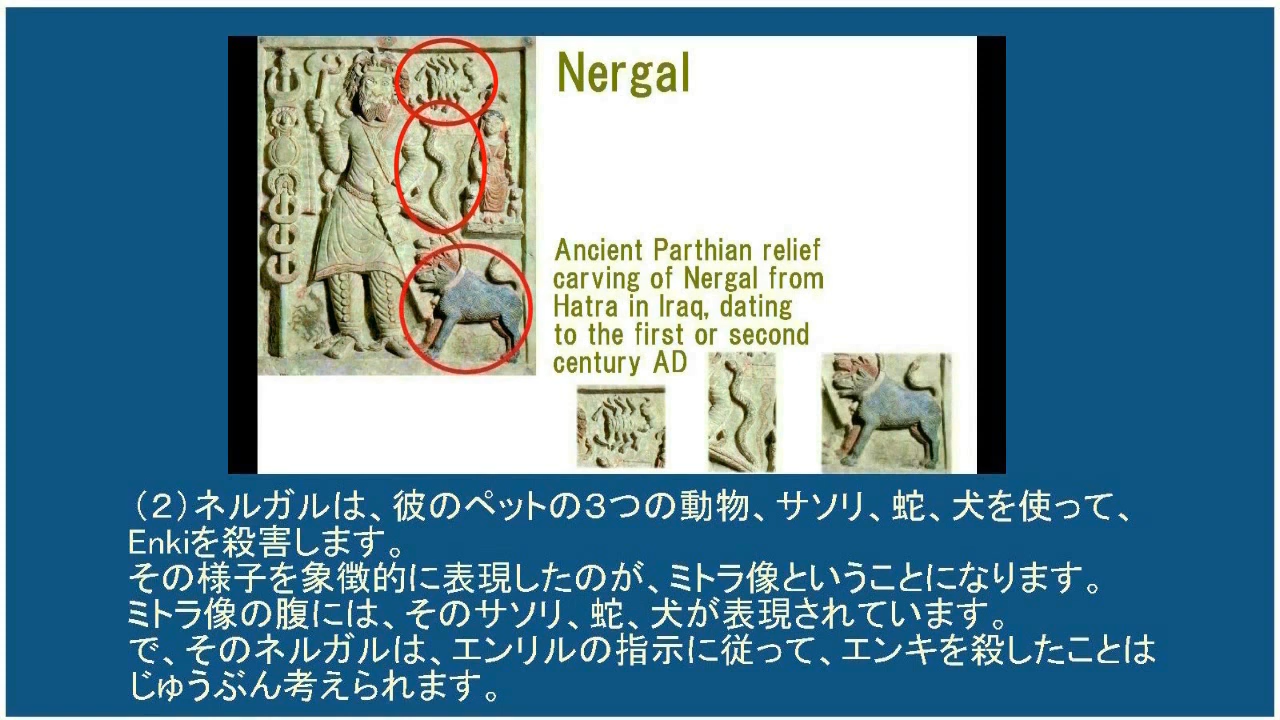 Nergal
Ancient Parthian relief
carving of Nergal from
Hatra in Iraq, dating
to the first or second
century AD
（２）ネルガルは、彼のペットの３つの動物、サソリ、蛇、犬を使って、
Enkiを殺害します。
その様子を象徴的に表現したのが、ミトラ像ということになります。
ミトラ像の腹には、そのサソリ、蛇、犬が表現されています。
で、そのネルガルは、エンリルの指示に従って、エンキを殺したことは
じゅうぶん考えられます。